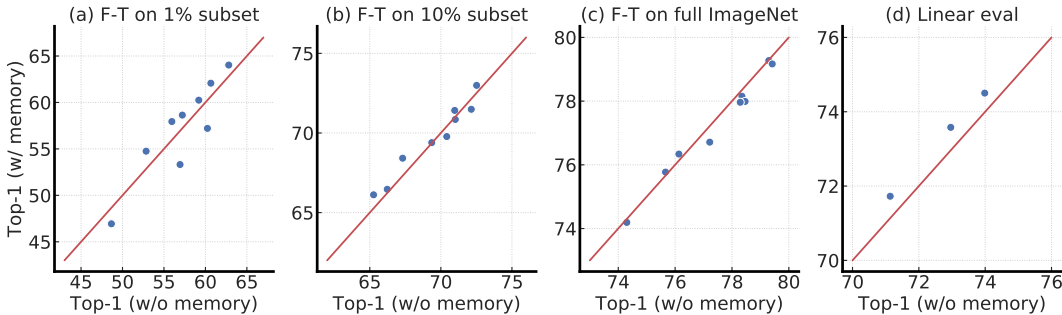 (a) F-T on 1% subset
Top-1 (w/ memory)
65
60
55
50
45
45 50 55 60 65
Top-1 (w/o memory)
(b) F-T on 10% subset
75
70
65
65 70 75
Top-1 (w/o memory)
(c) F-T on full ImageNet
80
78
76
74
74 76 78 80
Top-1 (w/o memory)
(d) Linear eval
76
74
72
70
70 72 74 76
Top-1 (w/o memory)